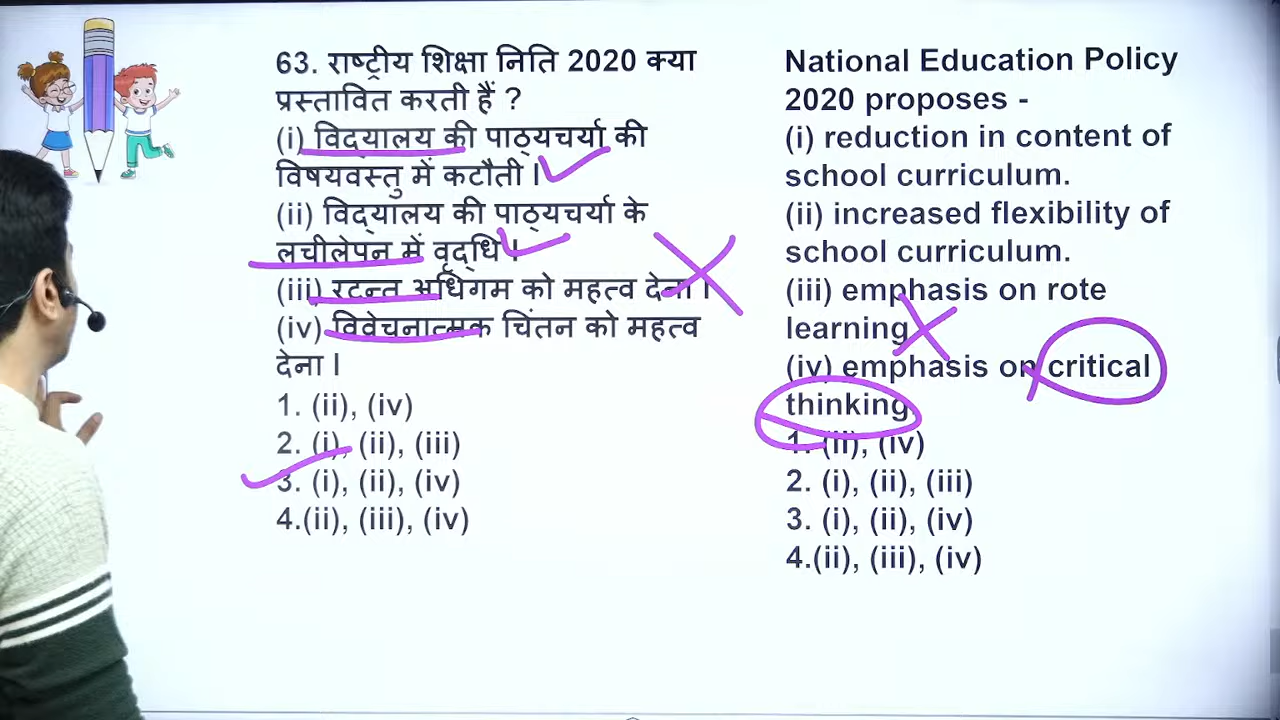 63. राष्ट्रीय शिक्षा निति 2020 क्या
प्रस्तावित करती हैं ?
(i) विद्यालय की पाठ्यचर्या की
विषयवस्तु में कटौती।
(ii) विद्यालय की पाठ्यचर्या के
लचीलेपन में वृद्धि।
(iii) रटन्त अधिगम को महत्व देना।
(iv) विवेचनात्मक चिंतन को महत्व
देना।
1. (ii), (iv)
2. (i), (ii), (iii)
3. (i), (ii), (iv)
4.(ii), (iii), (iv)
National Education Policy
2020 proposes -
(i) reduction in content of
school curriculum.
(ii) increased flexibility of
school curriculum.
(iii) emphasis on rote
learning
(iv) emphasis on critical
thinking
1. (ii), (iv)
2. (i), (ii), (iii)
3. (i), (ii), (iv)
4.(ii), (iii), (iv)